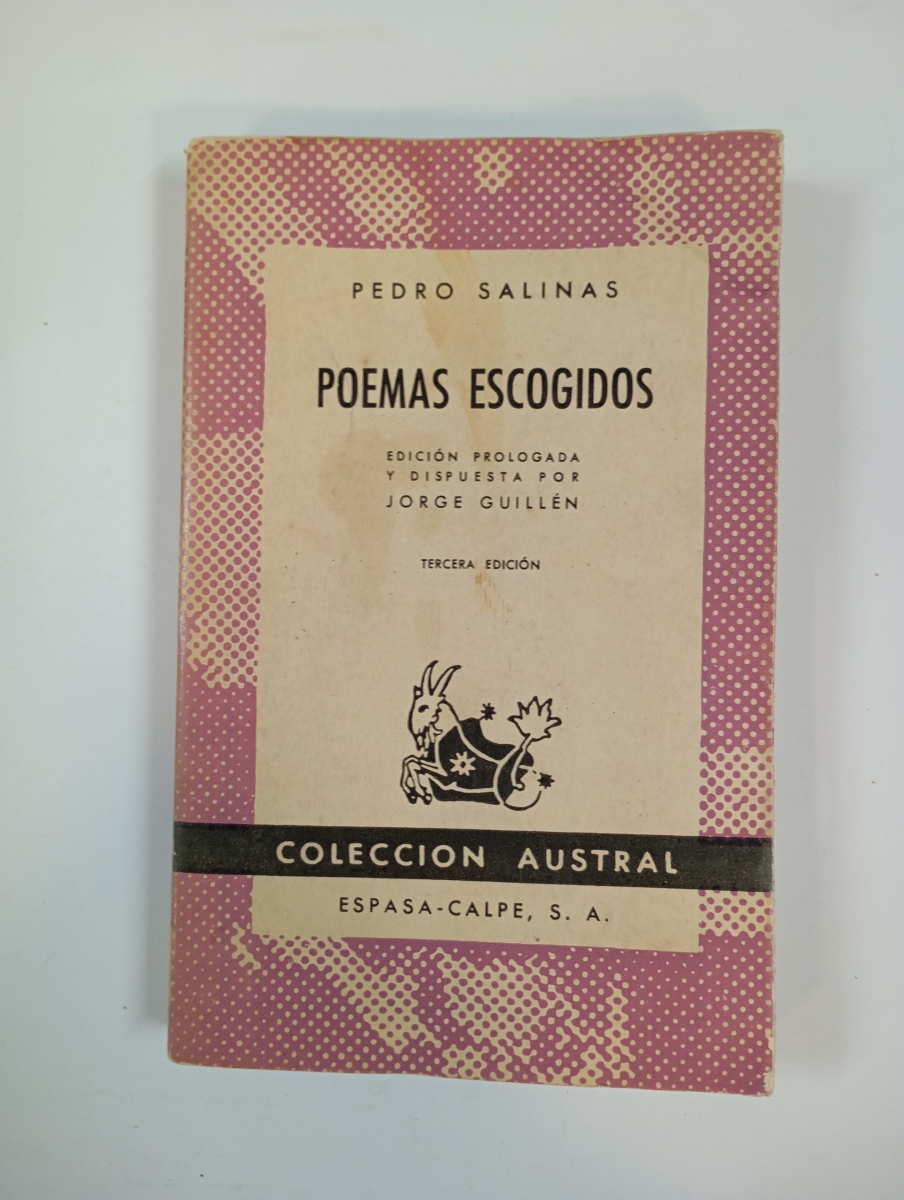 PEDRO SALINAS
POEMAS ESCOGIDOS
EDICIÓN PROLOGADA
Y DISPUESTA POR
JORGE GUILLÉN
TERCERA EDICIÓN
COLECCION AUSTRAL
ESPASA-CALPE, S. A.